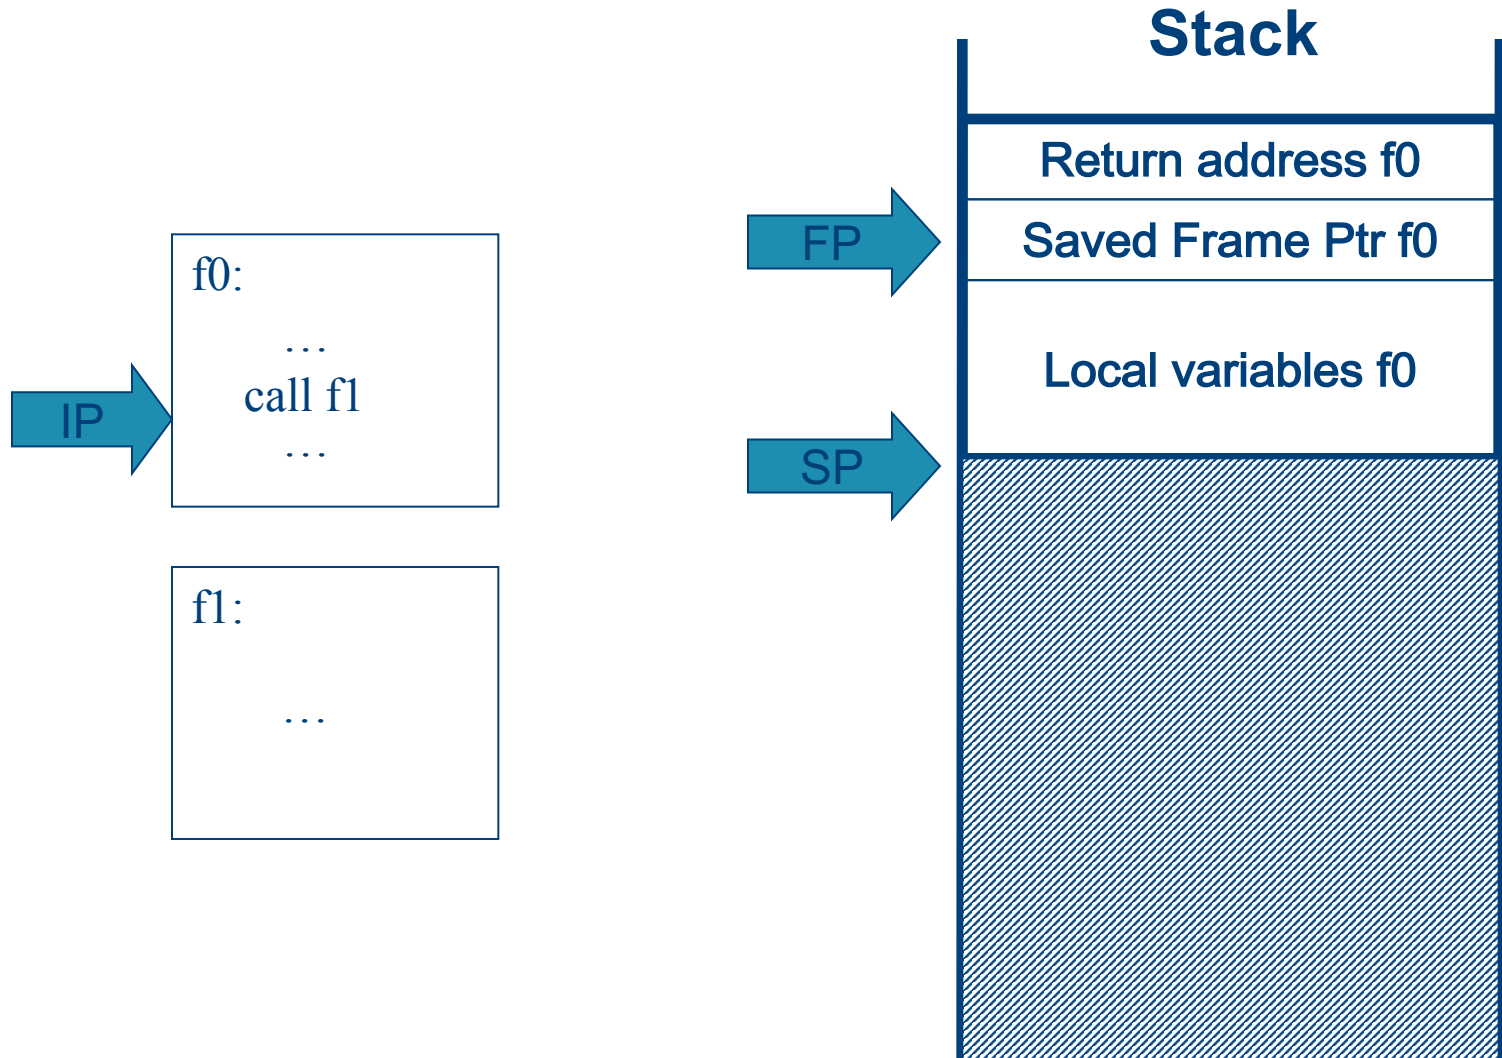 Stack
Return address f0
FP
Saved Frame Ptr f0
f0:
…
call f1
…
IP
Local variables f0
SP
f1:
…